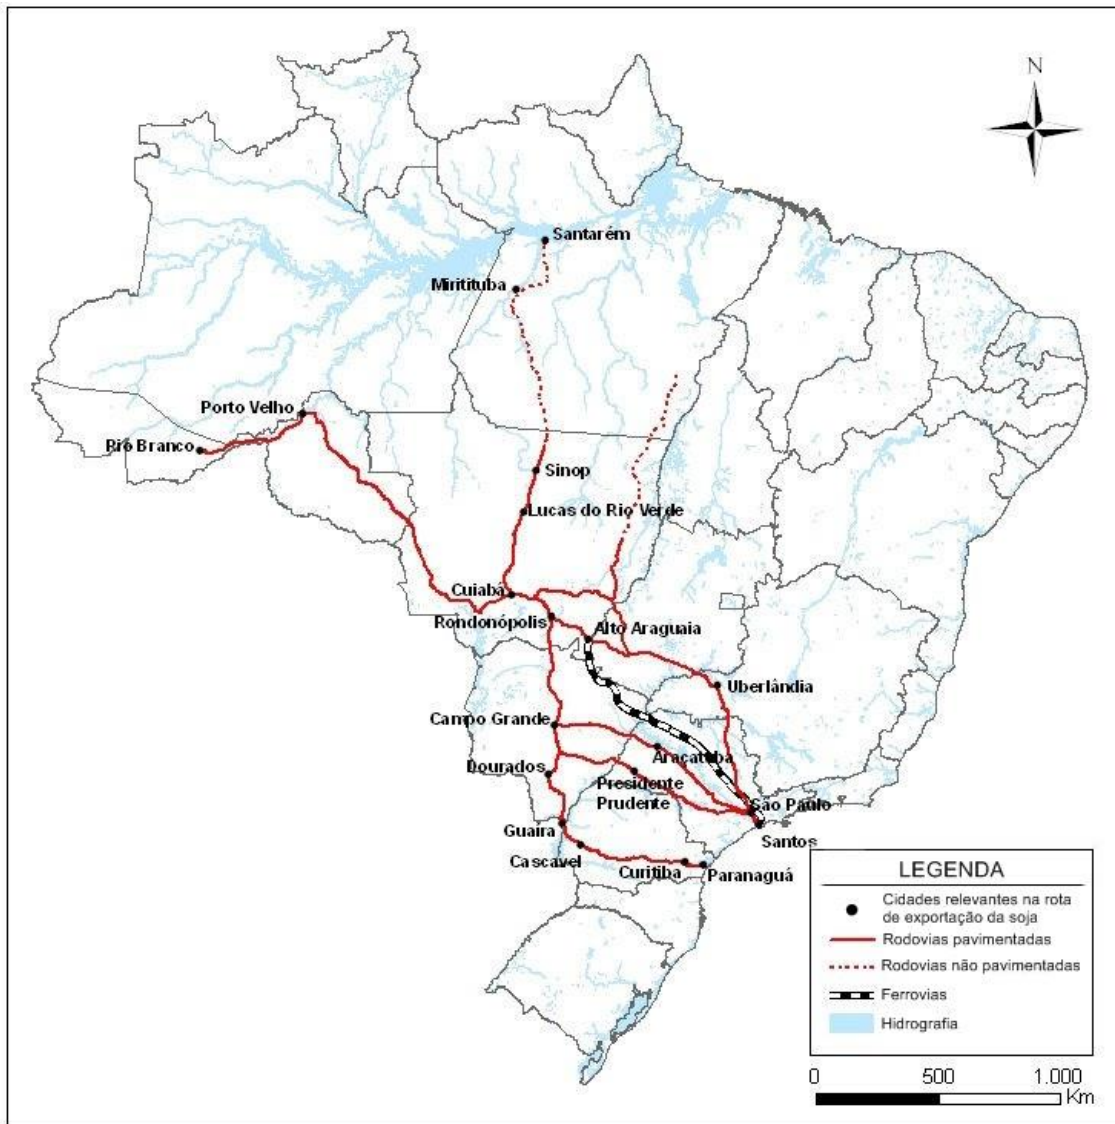 N
Santarém
Miritituba
Porto Velho
Rio Branco
Sinop
Lucas do Rio Verde
Cuiabá
Rondonópolis
Alto Araguaia
Uberlândia
Campo Grande
Araçatuba
Dourados
Presidente
Prudente
São Paulo
Guaíra
Santos
Cascavel
Curitiba
Paranaguá
LEGENDA
Cidades relevantes na rota
de exportação da soja
Rodovias pavimentadas
Rodovias não pavimentadas
Ferrovias
Hidrografia
0 500 1.000
Km